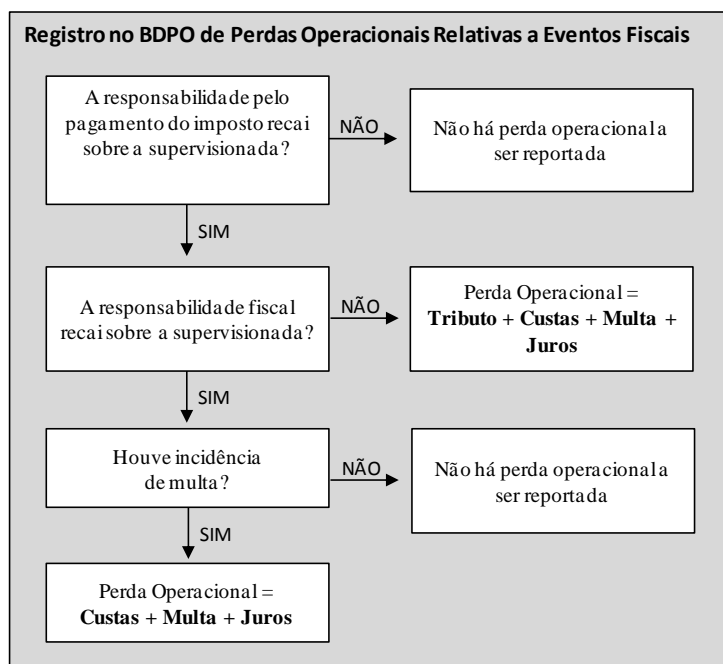 Registro no BDPO de Perdas Operacionais Relativas a Eventos Fiscais
A responsabilidade pelo
pagamento do imposto recai
sobre a supervisionada?
NÃO
Não há perda operacional a
ser reportada
SIM
A responsabilidade fiscal
recai sobre a supervisionada?
NÃO
Perda Operacional =
Tributo + Custas + Multa +
Juros
SIM
Houve incidência
de multa?
NÃO
Não há perda operacional a
ser reportada
SIM
Perda Operacional =
Custas + Multa + Juros